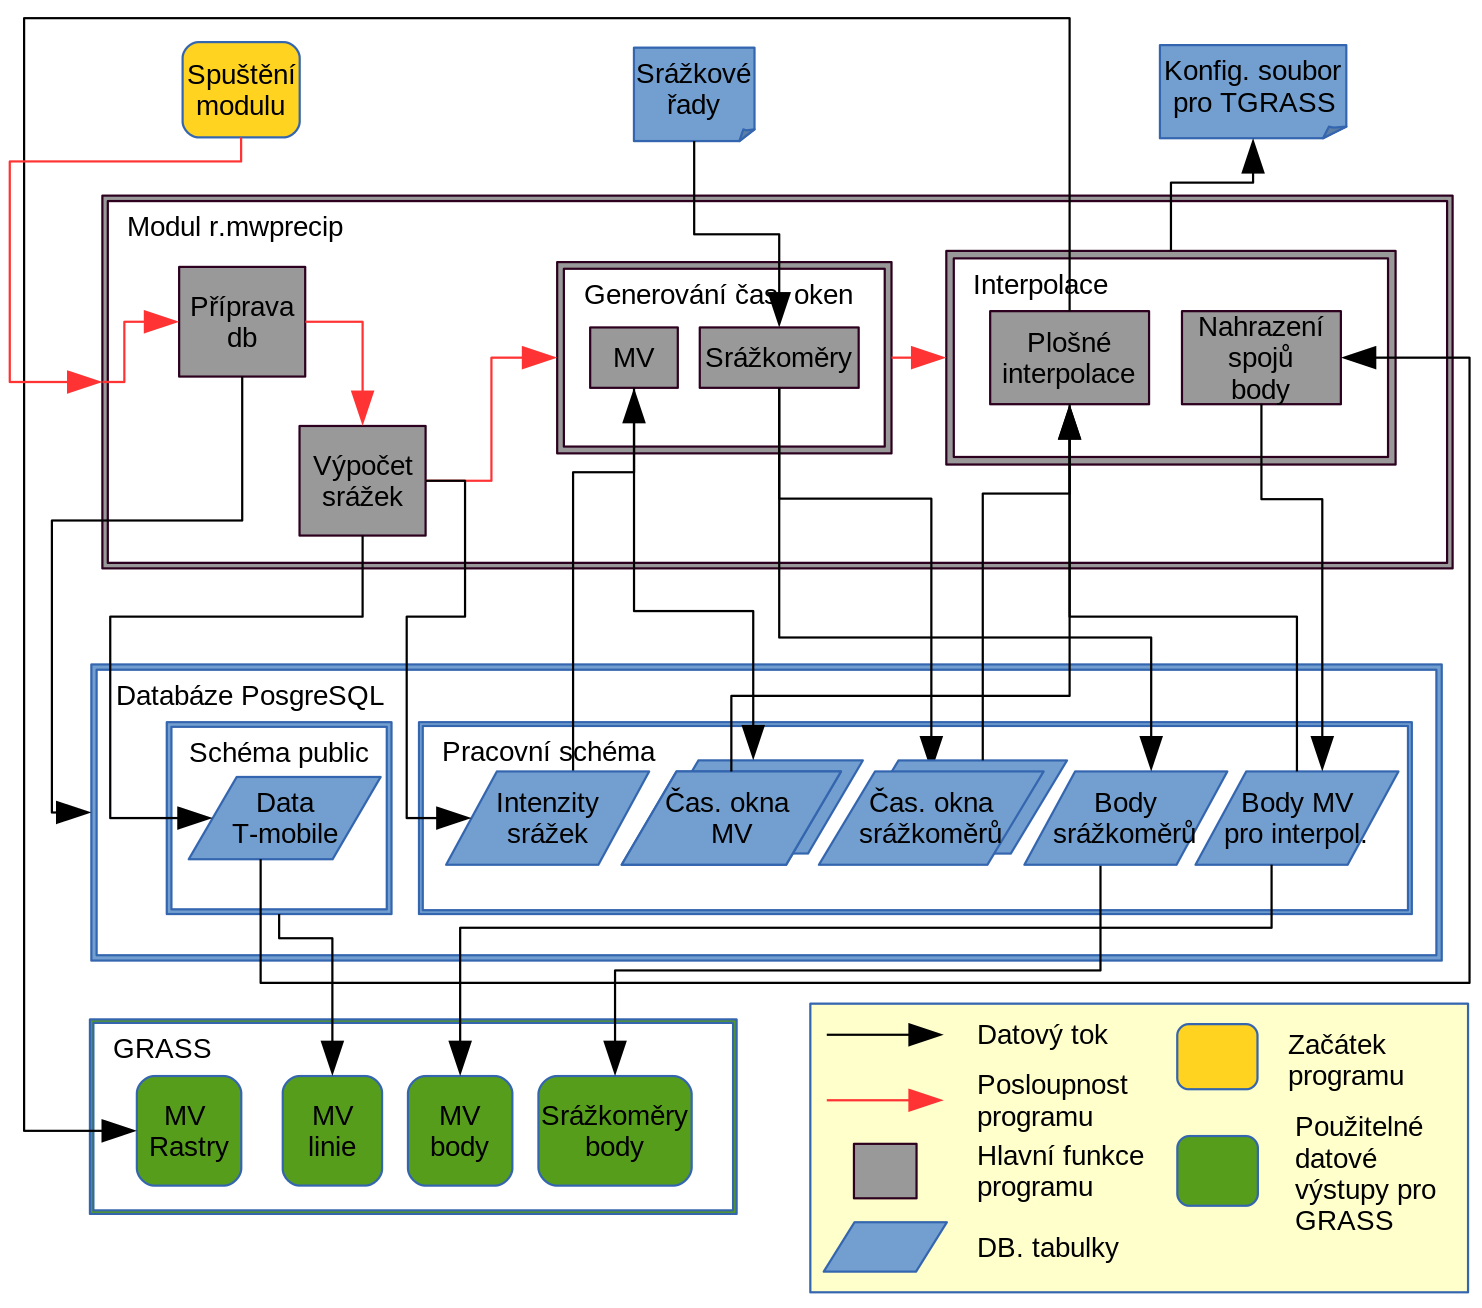 Spuštění
modulu
Srážkové
řady
Konfig. soubor
pro TGRASS
Modul r.mwprecip
Příprava
db
Výpočet
srážek
Generování čas. oken
MV
Srážkoměry
Interpolace
Plošné
interpolace
Nahrazení
spojů
body
Databáze PosgreSQL
Schéma public
Data
T-mobile
Pracovní schéma
Intenzity
srážek
Čas. okna
MV
Čas. okna
srážkoměrů
Body
srážkoměrů
Body MV
pro interpol.
GRASS
MV
Rastry
MV
linie
MV
body
Srážkoměry
body
Datový tok
Posloupnost
programu
Hlavní funkce
programu
DB. tabulky
Začátek
programu
Použitelné
datové
výstupy pro
GRASS